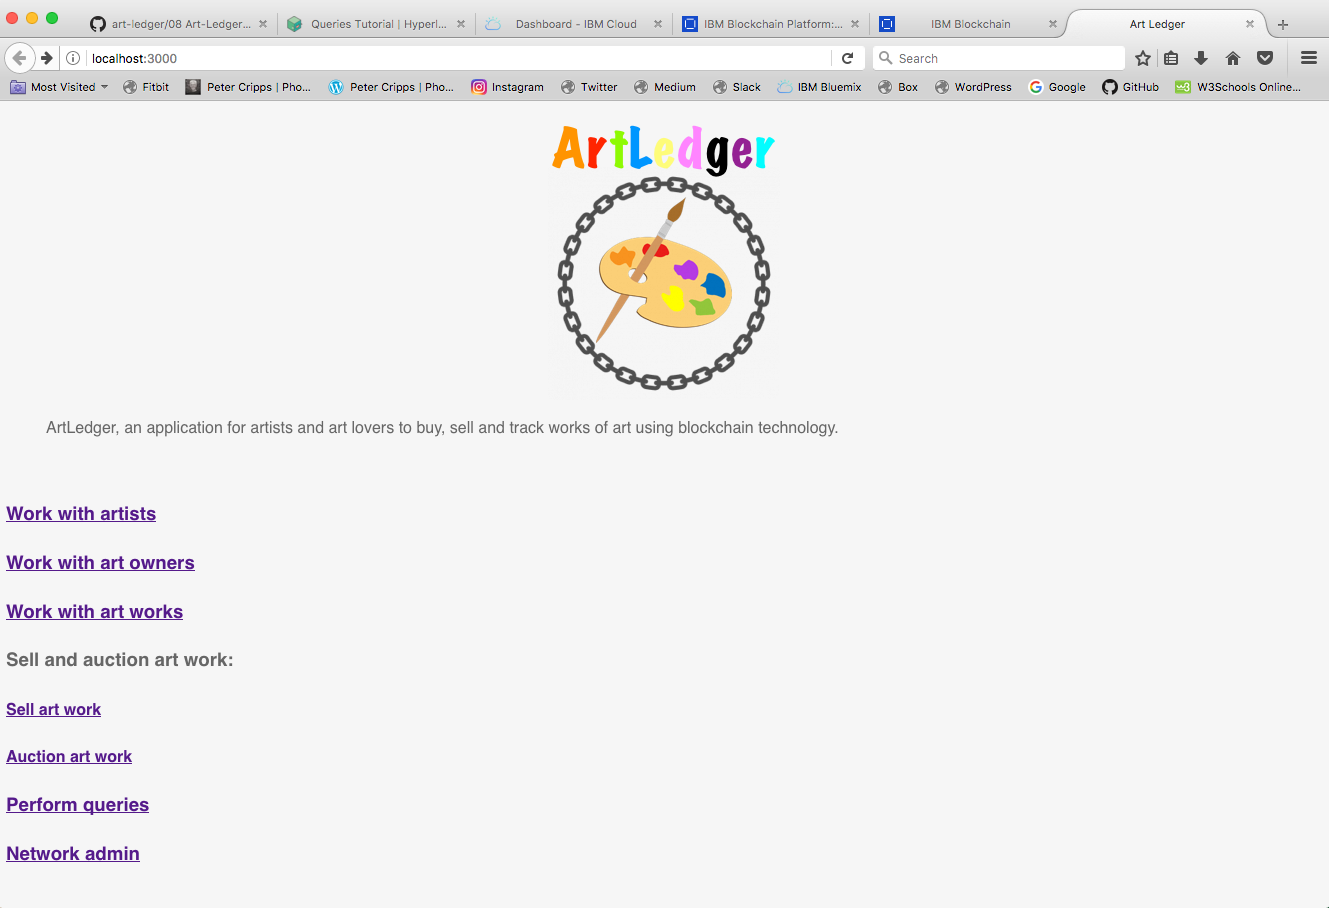 art-ledger/08 Art-Ledger...
Queries Tutorial | Hyperl...
Dashboard - IBM Cloud
IBM Blockchain Platform:...
IBM Blockchain
Art Ledger
localhost:3000
Search
Most Visited
Fitbit
Peter Cripps | Pho...
Peter Cripps | Pho...
Instagram
Twitter
Medium
Slack
IBM Bluemix
Box
WordPress
Google
GitHub
W3Schools Online...
ArtLedger
ArtLedger, an application for artists and art lovers to buy, sell and track works of art using blockchain technology.
Work with artists
Work with art owners
Work with art works
Sell and auction art work:
Sell art work
Auction art work
Perform queries
Network admin